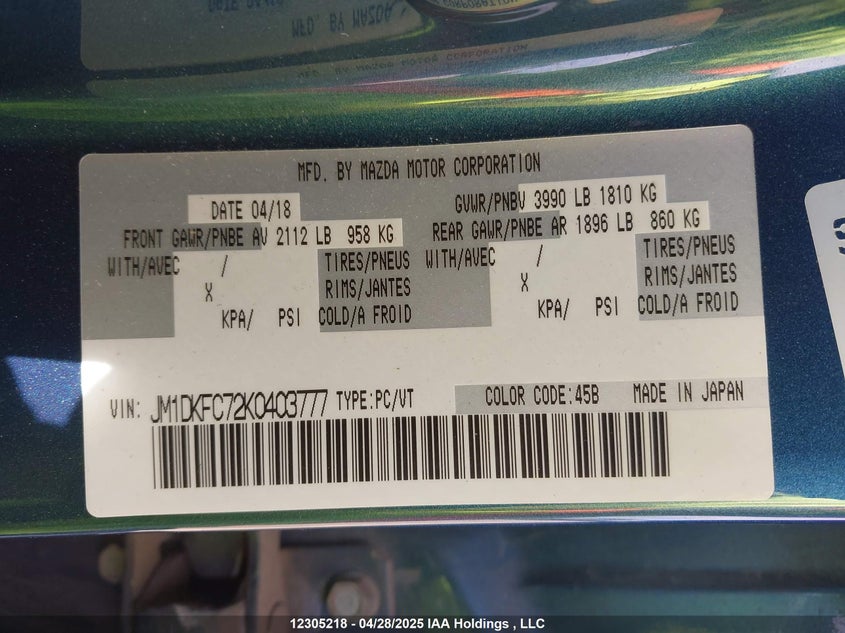 MFD. BY MAZDA MOTOR CORPORATION
DATE 04/18
GVWR/PNBV 3990 LB 1810 KG
FRONT GAWR/PNBE AV 2112 LB 958 KG
REAR GAWR/PNBE AR 1896 LB 860 KG
WITH/AVEC / TIRES/PNEUS
WITH/AVEC / TIRES/PNEUS
X RIMS/JANTES
X RIMS/JANTES
KPA/ PSI COLD/A FROID
KPA/ PSI COLD/A FROID
VIN: JM1DKFC72K0403777 TYPE:PC/VT
COLOR CODE:45B MADE IN JAPAN
12305218 - 04/28/2025 IAA Holdings , LLC